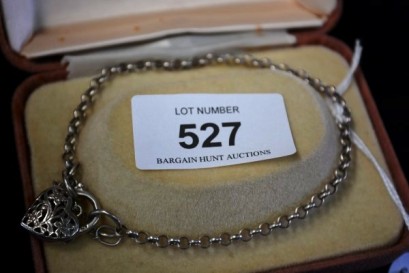 LOT NUMBER
527
BARGAIN HUNT AUCTIONS